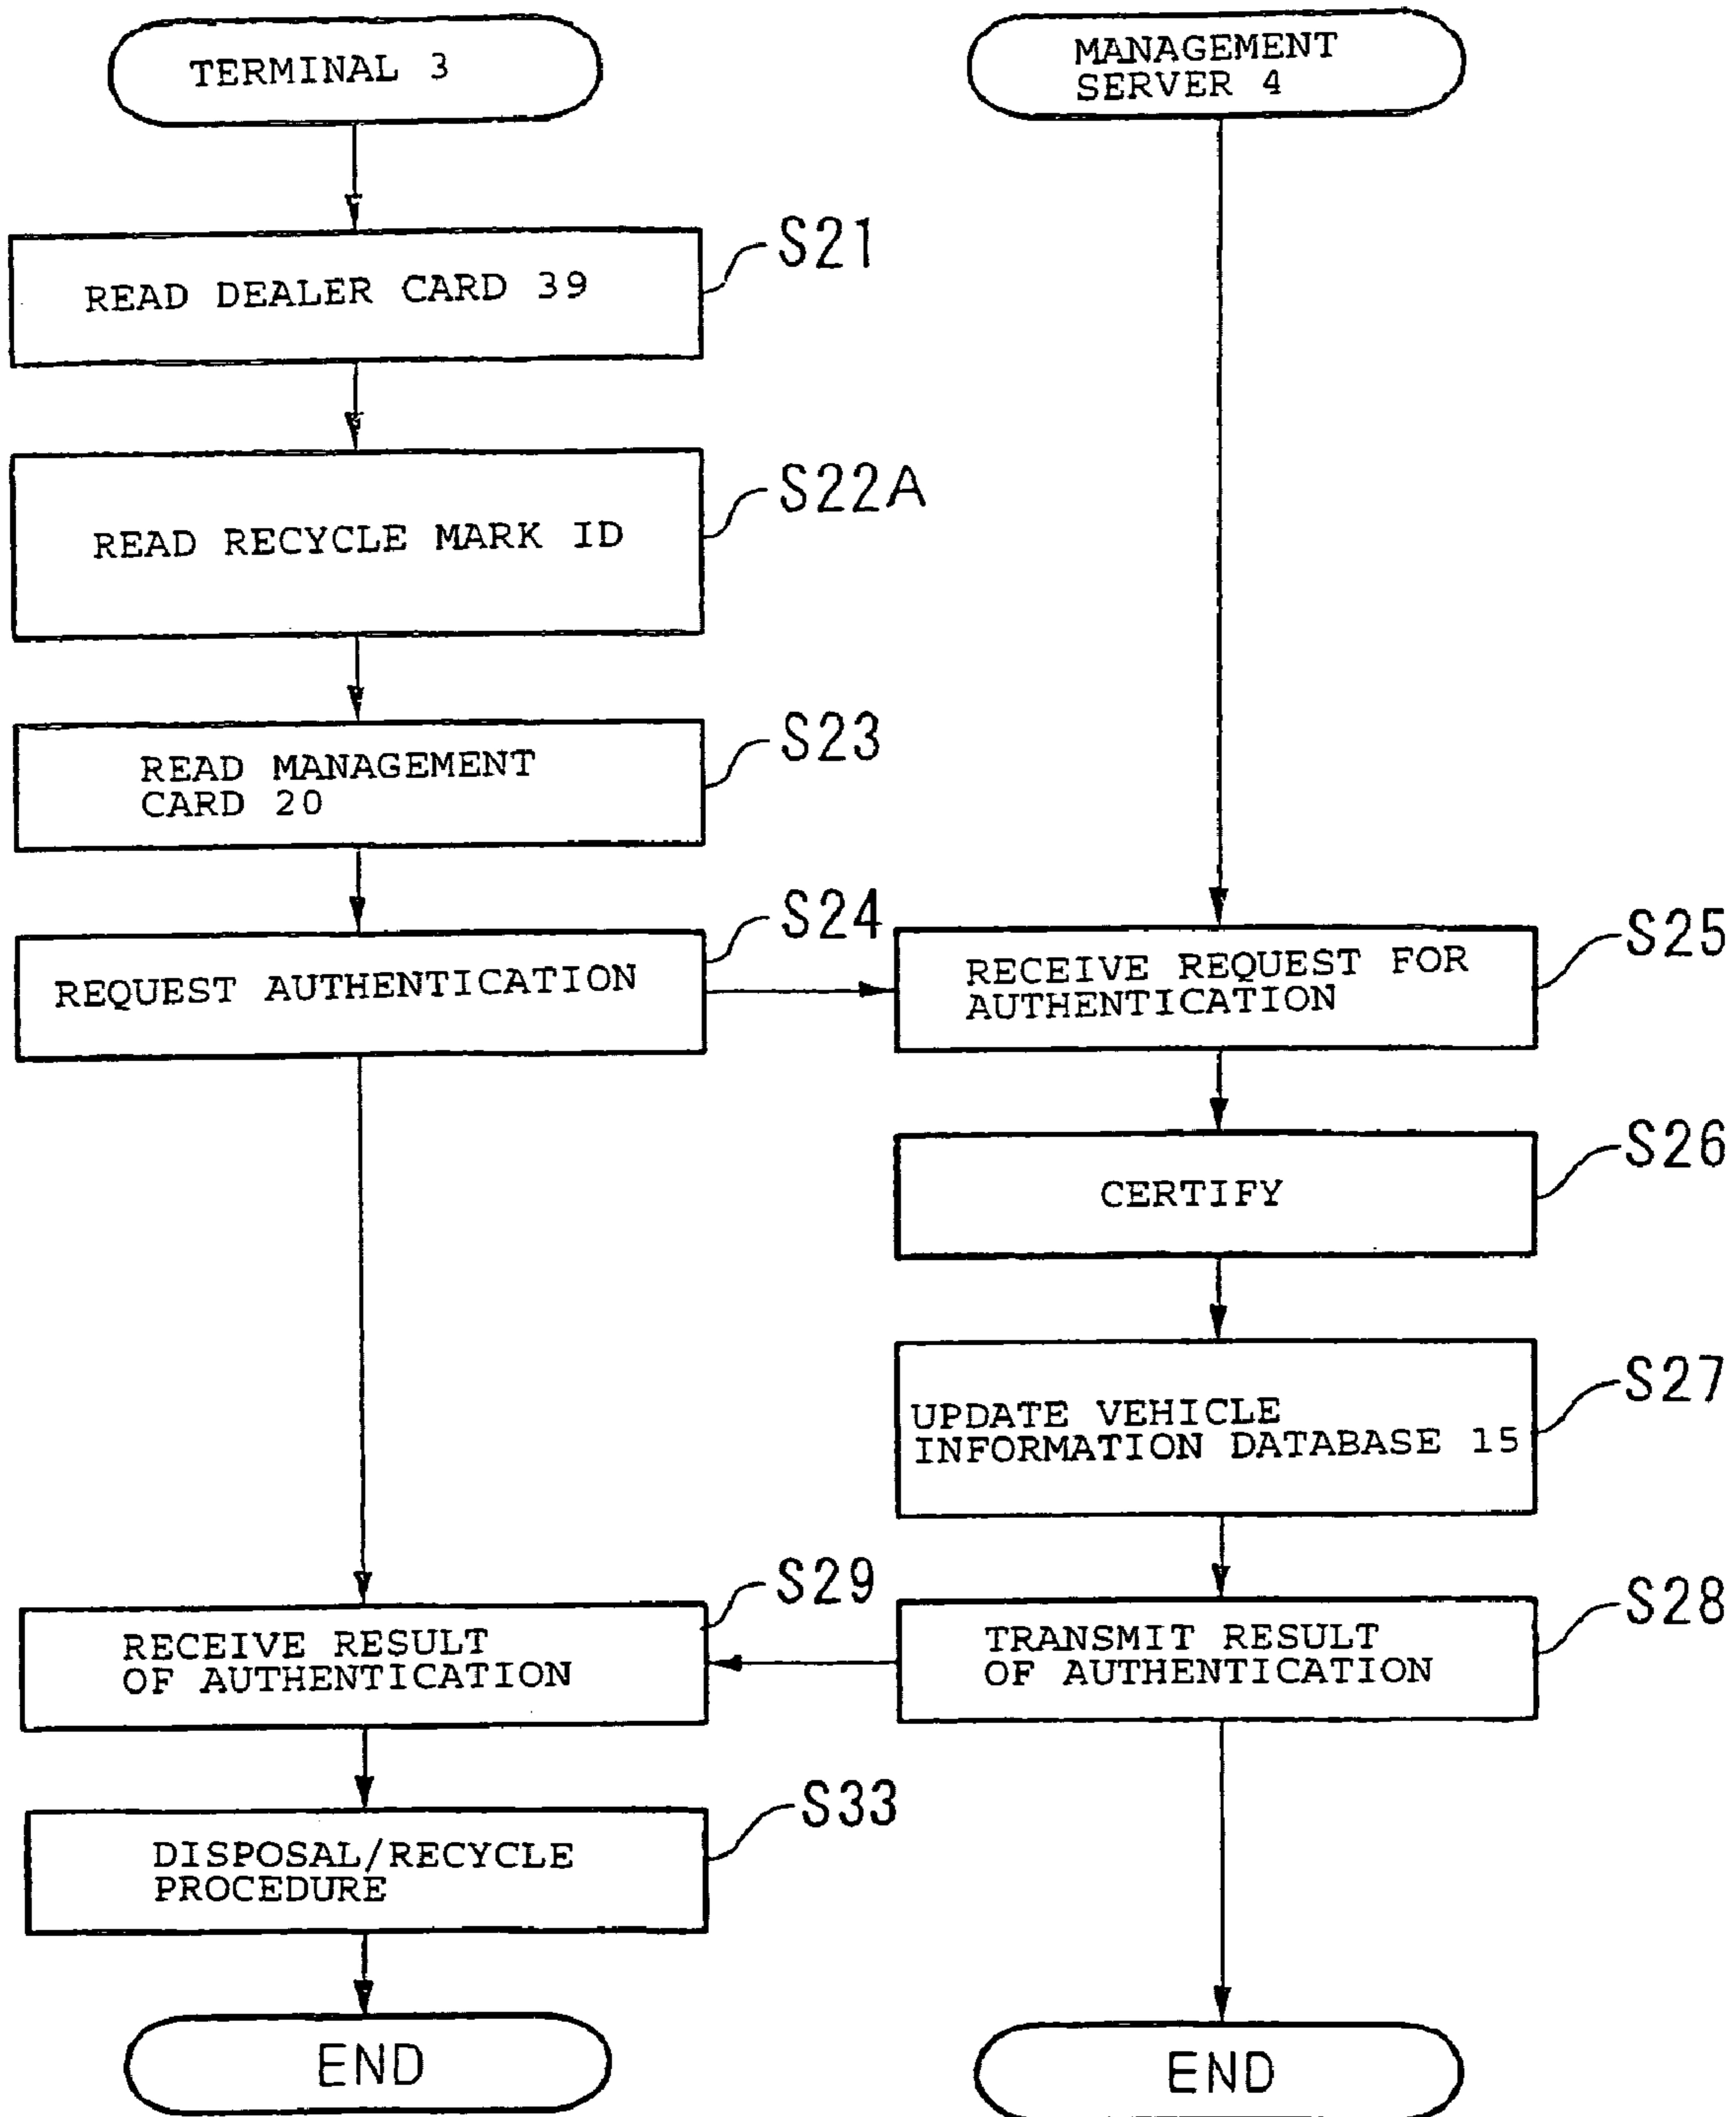 TERMINAL 3
MANAGEMENT
SERVER 4
S21
READ DEALER CARD 39
S22A
READ RECYCLE MARK ID
S23
READ MANAGEMENT
CARD 20
S24
REQUEST AUTHENTICATION
S25
RECEIVE REQUEST FOR
AUTHENTICATION
S26
CERTIFY
S27
UPDATE VEHICLE
INFORMATION DATABASE 15
S29
RECEIVE RESULT
OF AUTHENTICATION
S28
TRANSMIT RESULT
OF AUTHENTICATION
S33
DISPOSAL/RECYCLE
PROCEDURE
END
END